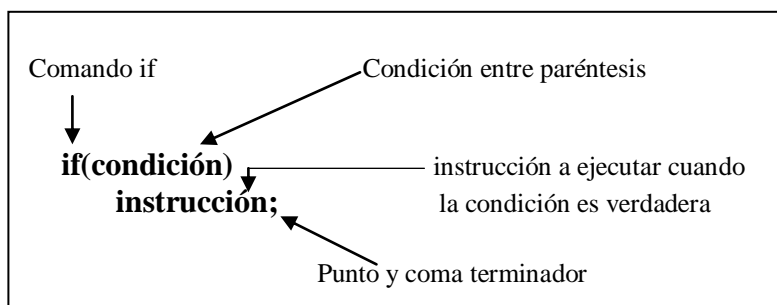 Comando if
Condición entre paréntesis
if(condición)
instrucción a ejecutar cuando
instrucción;
la condición es verdadera
Punto y coma terminador